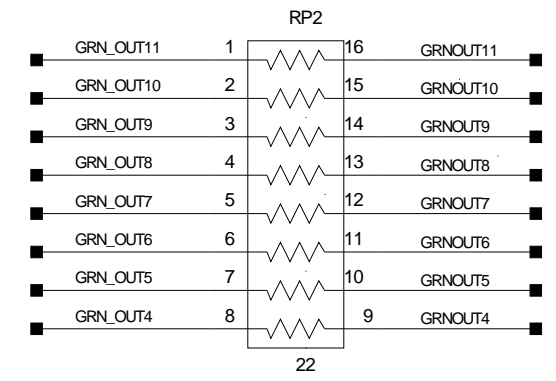 RP2
GRN_OUT11 1 16 GRNOUT11
GRN_OUT10 2 15 GRNOUT10
GRN_OUT9 3 14 GRNOUT9
GRN_OUT8 4 13 GRNOUT8
GRN_OUT7 5 12 GRNOUT7
GRN_OUT6 6 11 GRNOUT6
GRN_OUT5 7 10 GRNOUT5
GRN_OUT4 8 9 GRNOUT4
22